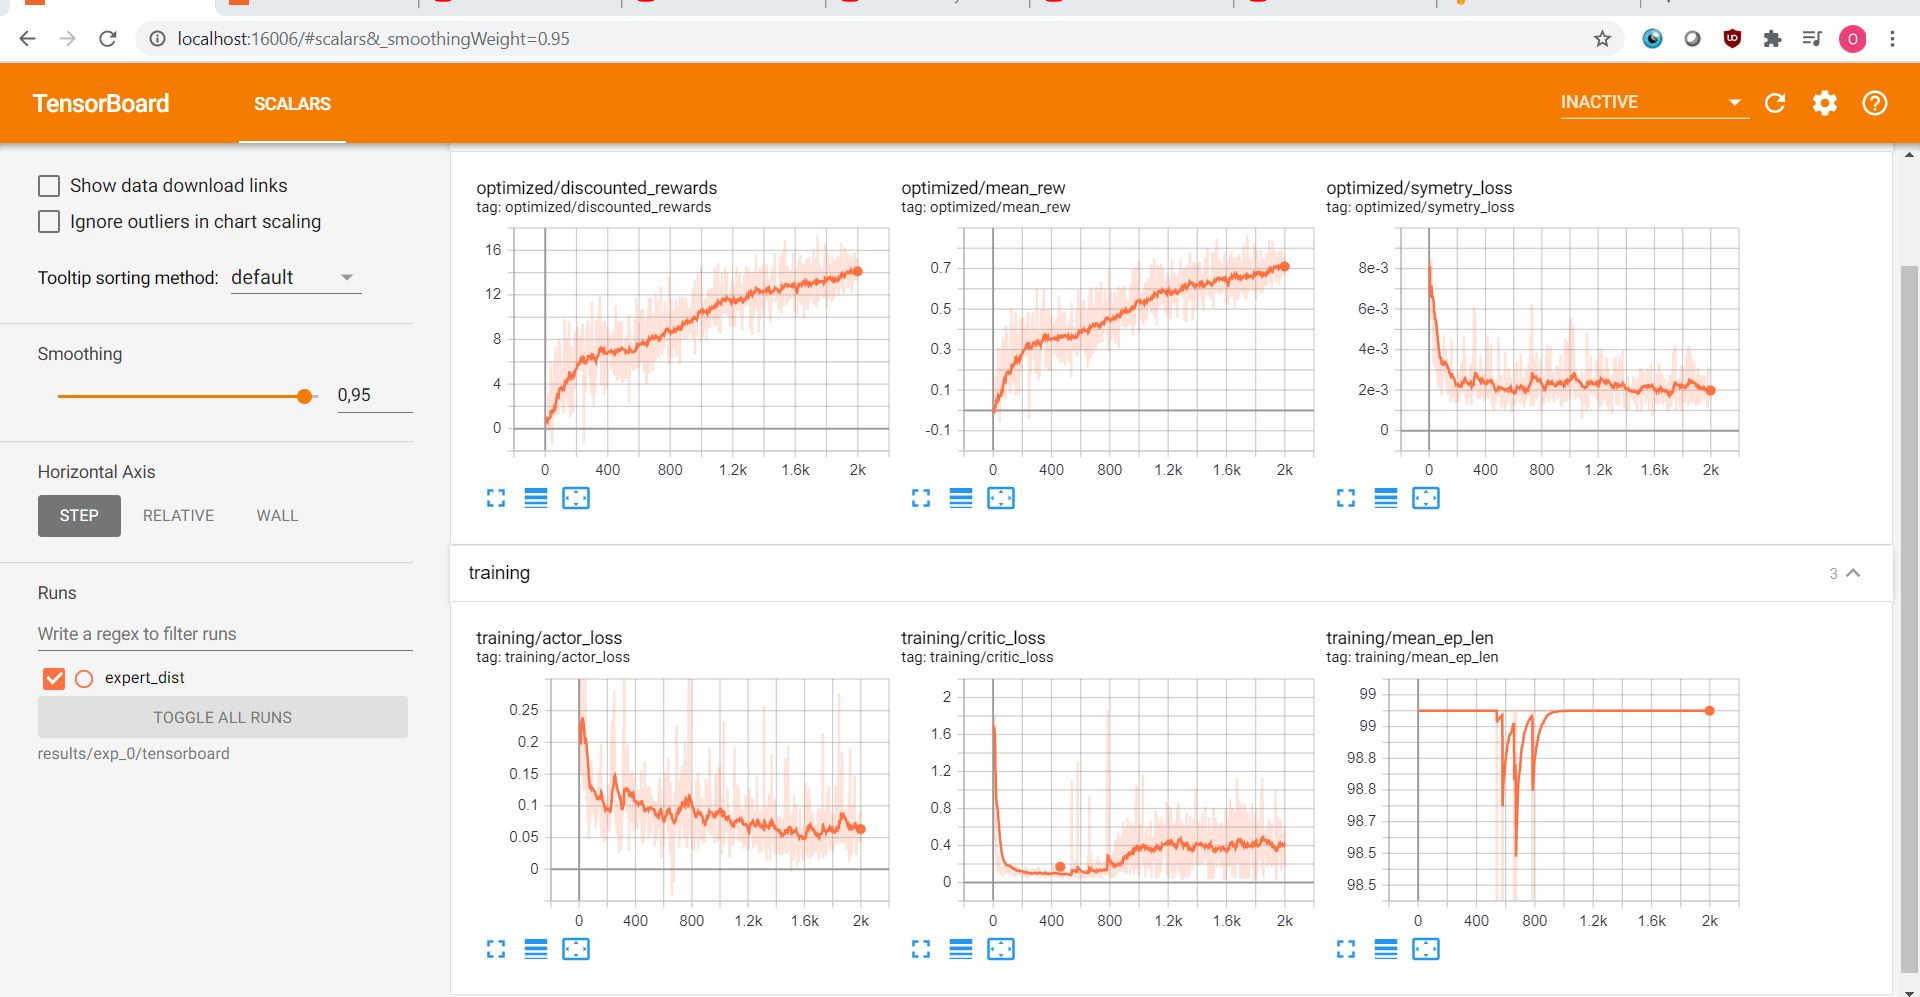 localhost:16006/#scalars&_smoothingWeight=0.95
O
TensorBoard
SCALARS
INACTIVE
Show data download links
Ignore outliers in chart scaling
Tooltip sorting method: default
Smoothing
0,95
Horizontal Axis
STEP RELATIVE WALL
Runs
Write a regex to filter runs
expert_dist
TOGGLE ALL RUNS
results/exp_0/tensorboard
optimized/discounted_rewards
tag: optimized/discounted_rewards
16
12
8
4
0
0 400 800 1.2k 1.6k 2k
optimized/mean_rew
tag: optimized/mean_rew
0.7
0.5
0.3
0.1
-0.1
0 400 800 1.2k 1.6k 2k
optimized/symetry_loss
tag: optimized/symetry_loss
8e-3
6e-3
4e-3
2e-3
0
0 400 800 1.2k 1.6k 2k
training
3
training/actor_loss
tag: training/actor_loss
0.25
0.2
0.15
0.1
0.05
0
0 400 800 1.2k 1.6k 2k
training/critic_loss
tag: training/critic_loss
2
1.6
1.2
0.8
0.4
0
0 400 800 1.2k 1.6k 2k
training/mean_ep_len
tag: training/mean_ep_len
99
99
98.8
98.8
98.7
98.5
98.5
0 400 800 1.2k 1.6k 2k